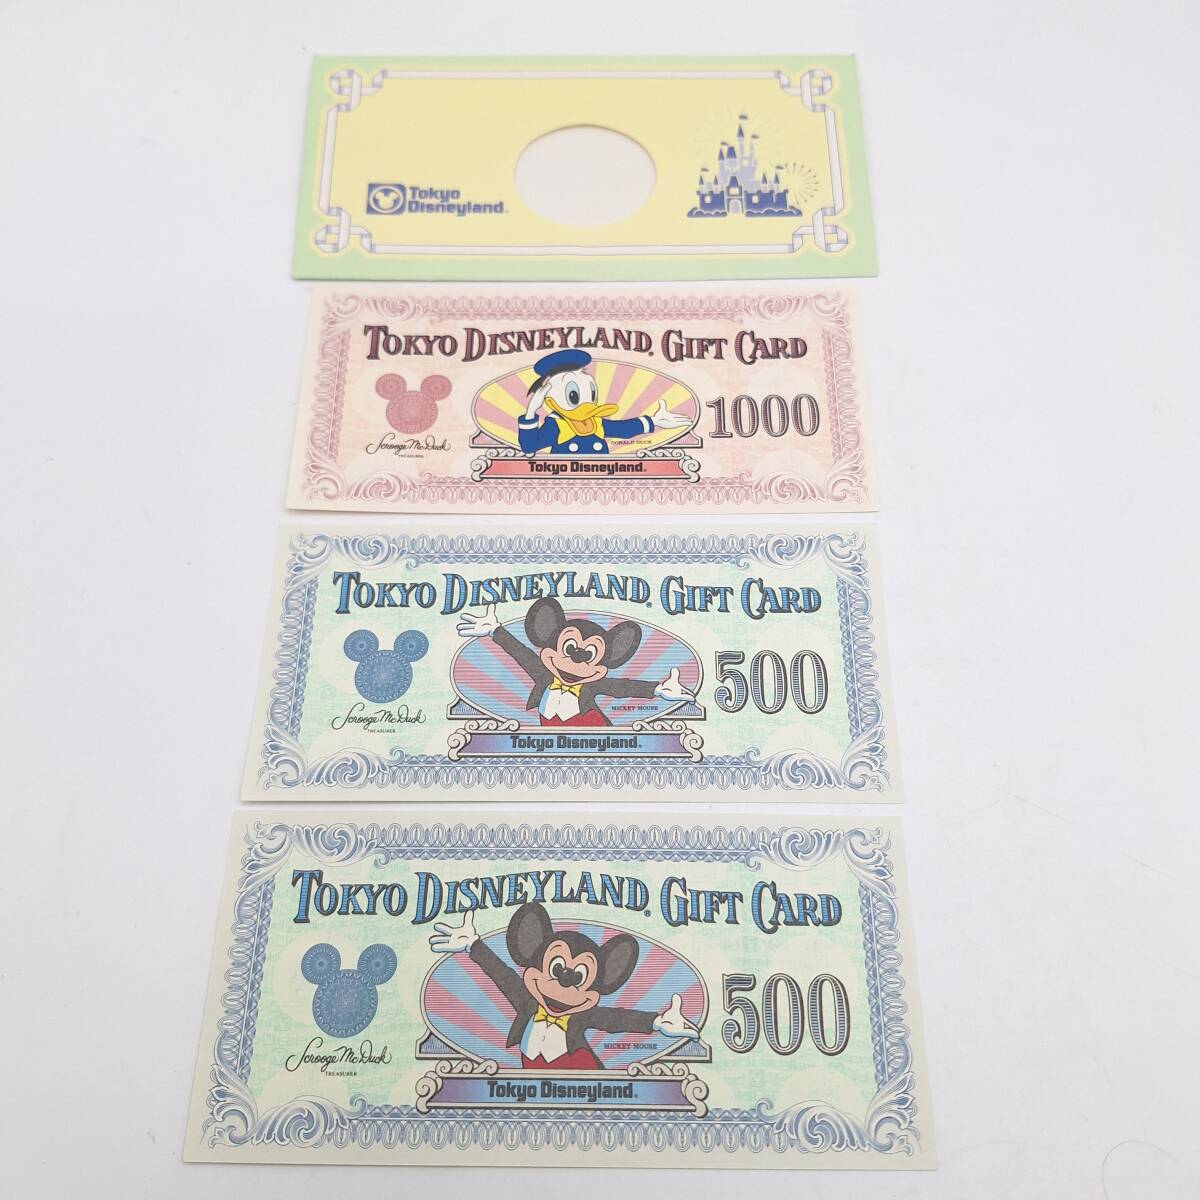 Tokyo
Disneyland®
TOKYO DISNEYLAND® GIFT CARD
1000
Scrooge McDuck
TREASURER
DONALD DUCK
Tokyo Disneyland®
TOKYO DISNEYLAND® GIFT CARD
500
Scrooge McDuck
TREASURER
MICKEY MOUSE
Tokyo Disneyland®
TOKYO DISNEYLAND® GIFT CARD
500
Scrooge McDuck
TREASURER
MICKEY MOUSE
Tokyo Disneyland®